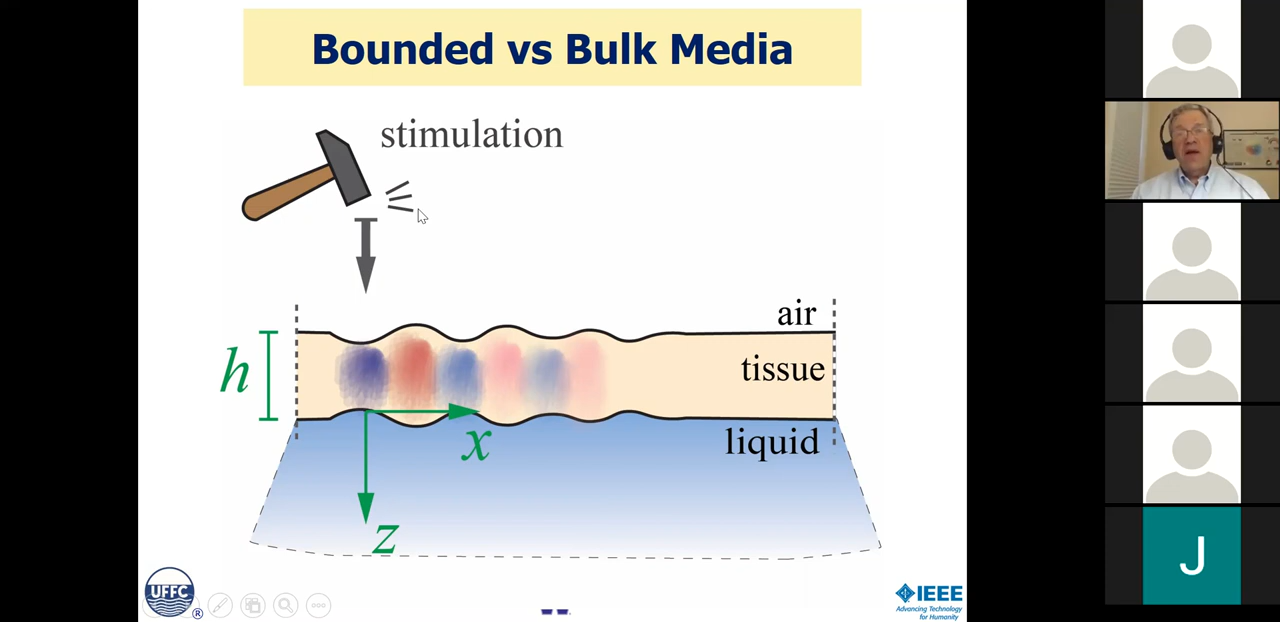 Bounded vs Bulk Media
stimulation
air
h
tissue
x
liquid
z
UFFC
®
IEEE
Advancing Technology
for Humanity
J